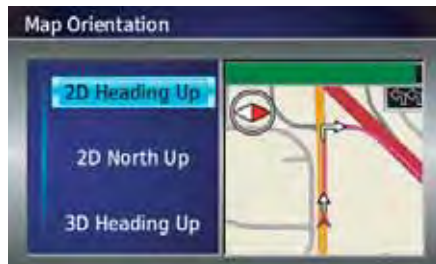 Map Orientation
2D Heading Up
2D North Up
3D Heading Up